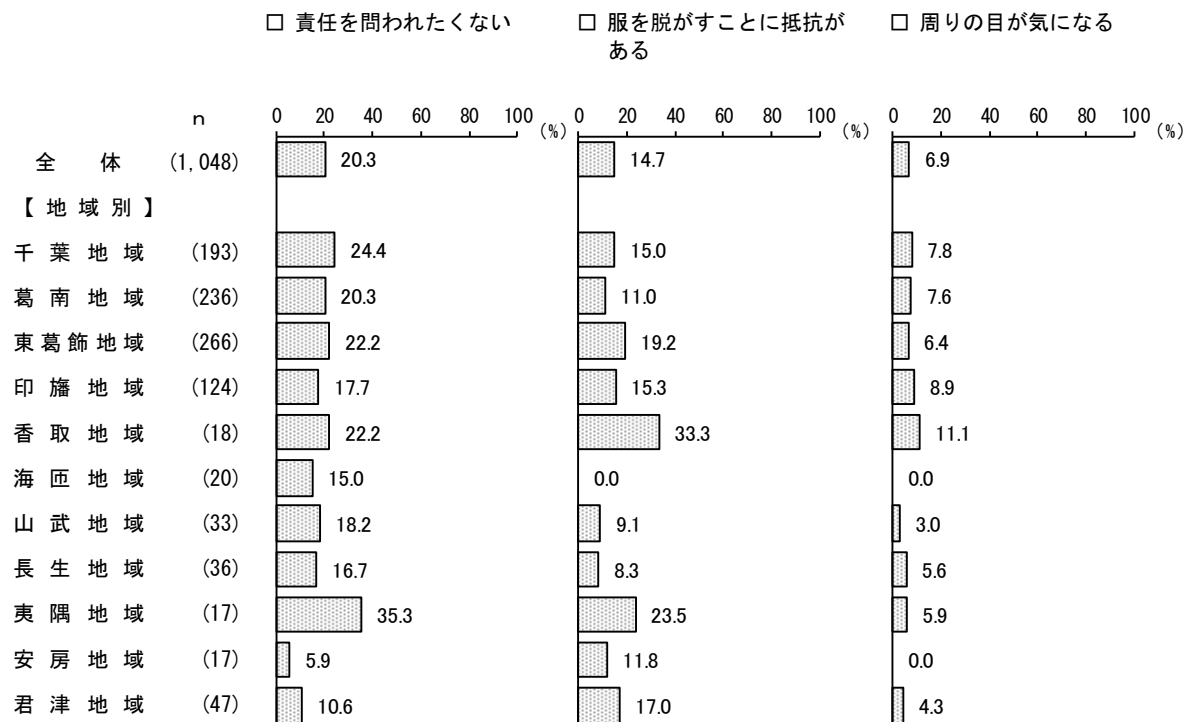 □ 責任を問われたくない □ 服を脱がすことに抵抗が
ある □ 周りの目が気になる
n 0 20 40 60 80 100 (%) 0 20 40 60 80 100 (%) 0 20 40 60 80 100 (%)
全体 (1,048) 20.3 14.7 6.9
【地域別】
千葉地域 (193) 24.4 15.0 7.8
葛南地域 (236) 20.3 11.0 7.6
東葛飾地域 (266) 22.2 19.2 6.4
印旛地域 (124) 17.7 15.3 8.9
香取地域 (18) 22.2 33.3 11.1
海匝地域 (20) 15.0 0.0 0.0
山武地域 (33) 18.2 9.1 3.0
長生地域 (36) 16.7 8.3 5.6
夷隅地域 (17) 35.3 23.5 5.9
安房地域 (17) 5.9 11.8 0.0
君津地域 (47) 10.6 17.0 4.3